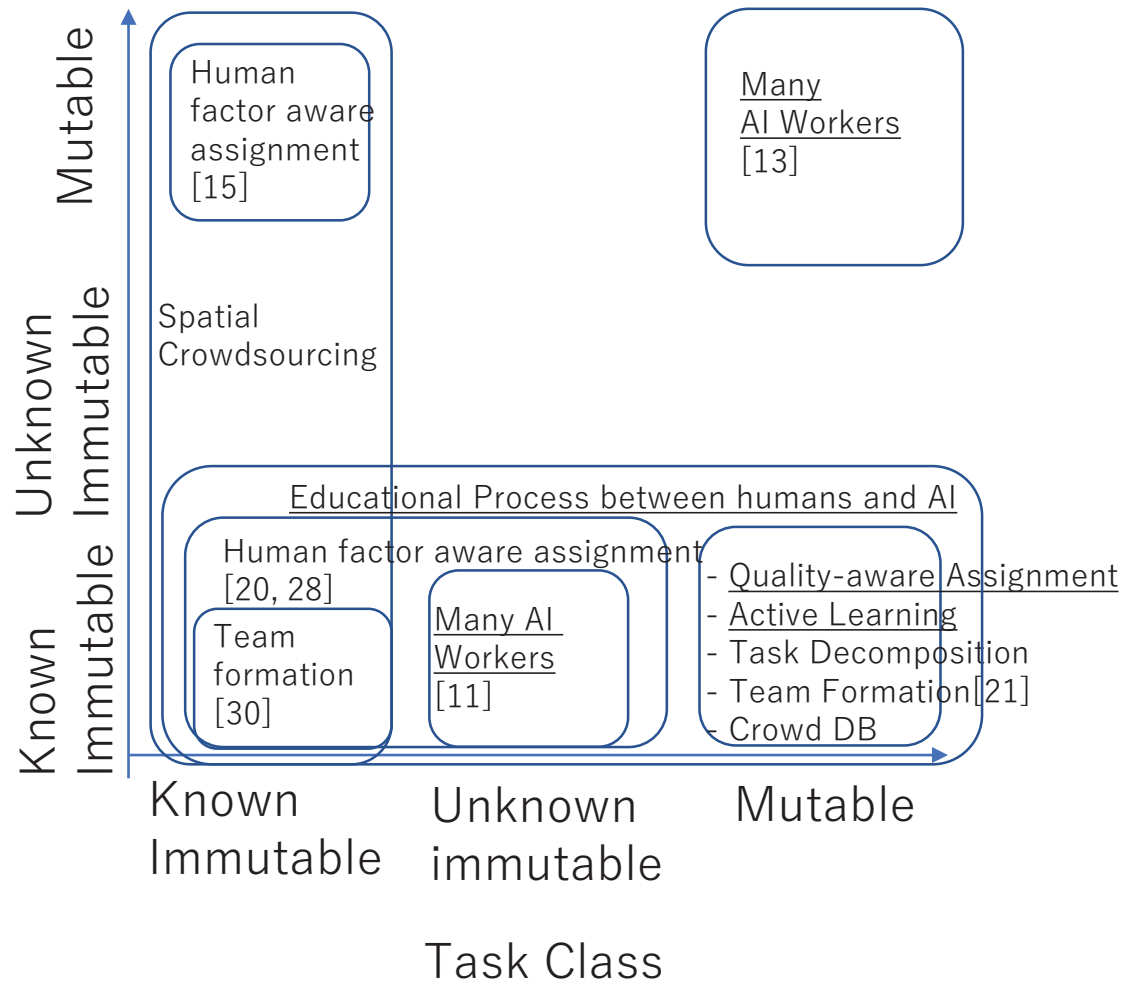 Mutable
Unknown
Immutable
Known
Immutable
Human
factor aware
assignment
[15]
Many
AI Workers
[13]
Spatial
Crowdsourcing
Educational Process between humans and AI
Human factor aware assignment
[20, 28]
Team
formation
[30]
Many AI
Workers
[11]
- Quality-aware Assignment
- Active Learning
- Task Decomposition
- Team Formation[21]
- Crowd DB
Known
Immutable
Unknown
immutable
Mutable
Task Class